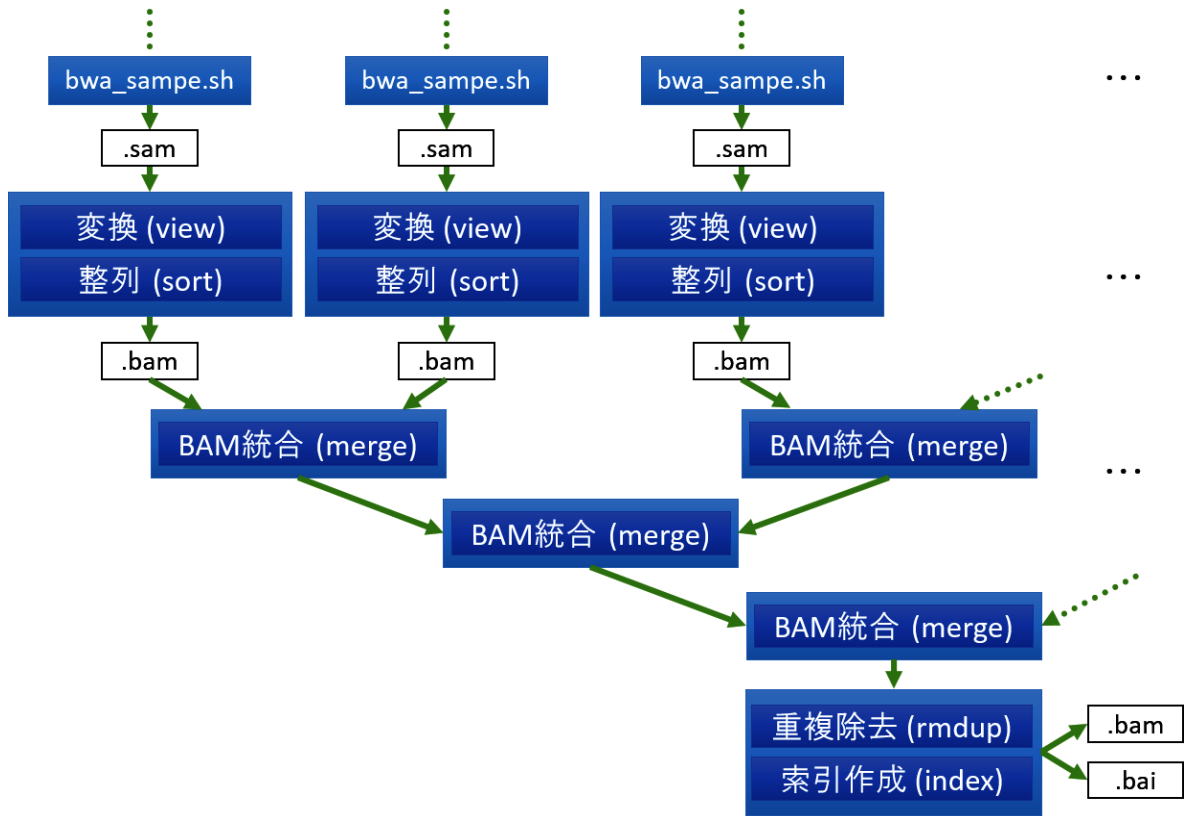 bwa_sampe.sh
bwa_sampe.sh
bwa_sampe.sh
...
.sam
.sam
.sam
変換 (view)
変換 (view)
変換 (view)
整列 (sort)
整列 (sort)
整列 (sort)
...
.bam
.bam
.bam
BAM統合 (merge)
BAM統合 (merge)
...
BAM統合 (merge)
BAM統合 (merge)
重複除去 (rmdup)
索引作成 (index)
.bam
.bai